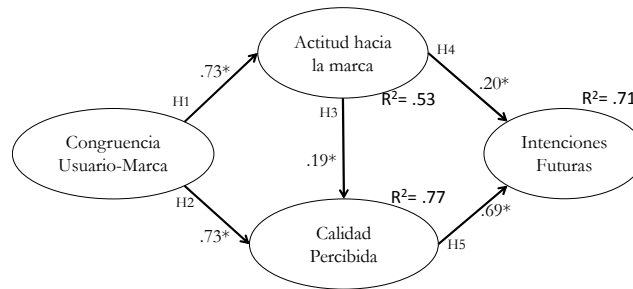 Actitud hacia
la marca
H4
.73*
.20*
R²= .53
R²= .71
H1
H3
Congruencia
Usuario-Marca
Intenciones
Futuras
.19*
H2
R²= .77
.69*
.73*
Calidad
Percibida
H5